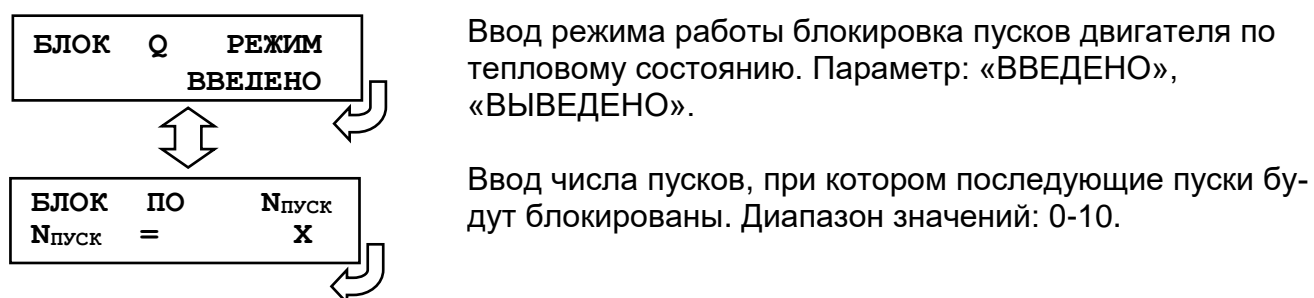 БЛОК Q РЕЖИМ
ВВЕДЕНО
Ввод режима работы блокировка пусков двигателя по
тепловому состоянию. Параметр: «ВВЕДЕНО»,
«ВЫВЕДЕНО».
БЛОК ПО NПУСК
NПУСК = X
Ввод числа пусков, при котором последующие пуски бу-
дут блокированы. Диапазон значений: 0-10.